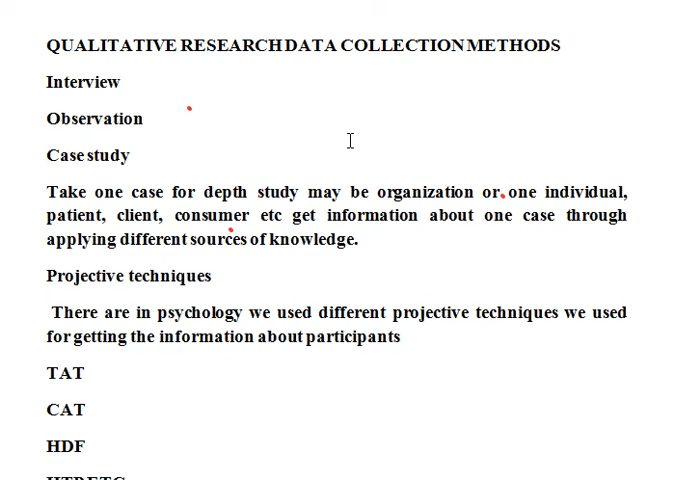 QUALITATIVE RESEARCH DATA COLLECTION METHODS
Interview
Observation
Case study
Take one case for depth study may be organization or one individual,
patient, client, consumer etc get information about one case through
applying different sources of knowledge.
Projective techniques
There are in psychology we used different projective techniques we used
for getting the information about participants
TAT
CAT
HDF